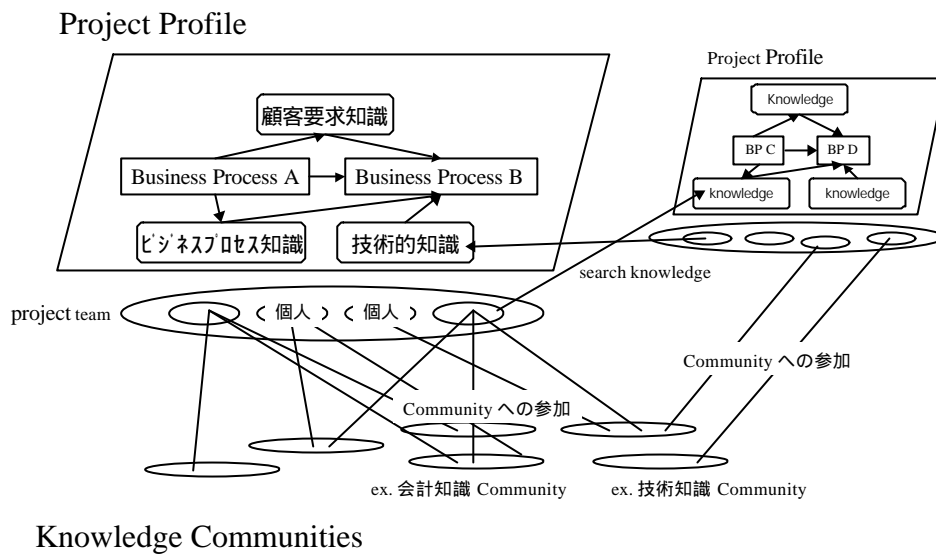 Project Profile
Project Profile
顧客要求知識
Knowledge
Business Process A
Business Process B
BP C
BP D
ビジネスプロセス知識
技術的知識
knowledge
knowledge
search knowledge
project team
個人
個人
Community への参加
Community への参加
ex. 会計知識 Community
ex. 技術知識 Community
Knowledge Communities